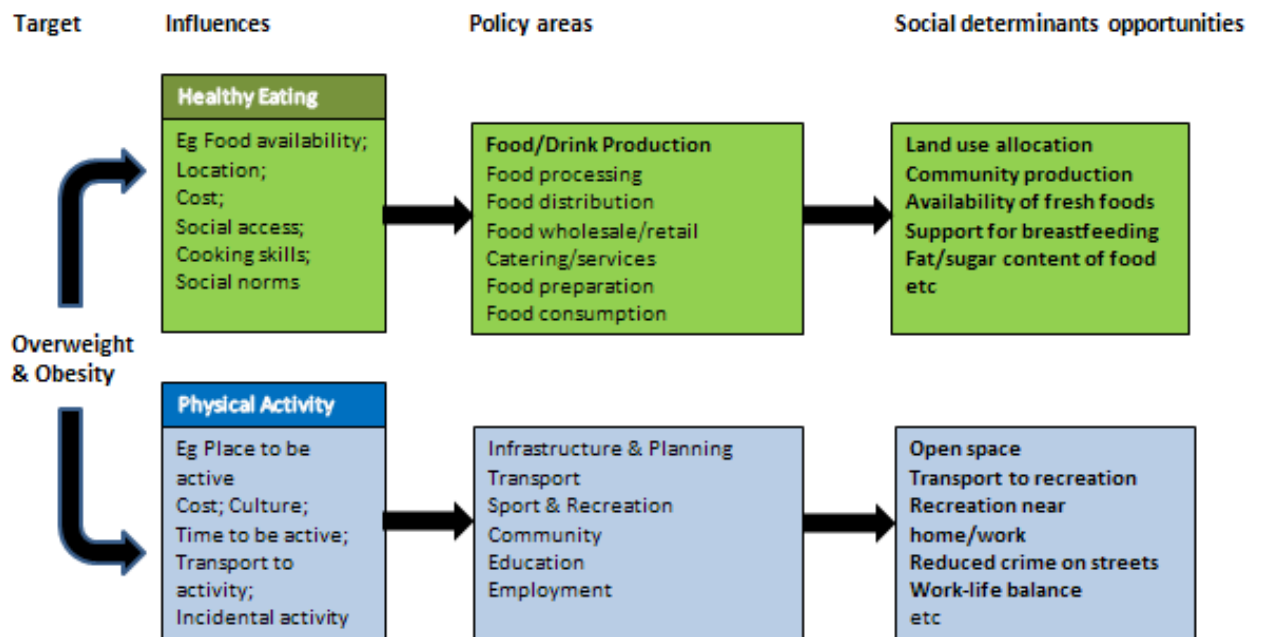 Target
Influences
Policy areas
Social determinants opportunities
Healthy Eating
Eg Food availability;
Location;
Cost;
Social access;
Cooking skills;
Social norms
Food/Drink Production
Food processing
Food distribution
Food wholesale/retail
Catering/services
Food preparation
Food consumption
Land use allocation
Community production
Availability of fresh foods
Support for breastfeeding
Fat/sugar content of food
etc
Overweight
& Obesity
Physical Activity
Eg Place to be
active
Cost; Culture;
Time to be active;
Transport to
activity;
Incidental activity
Infrastructure & Planning
Transport
Sport & Recreation
Community
Education
Employment
Open space
Transport to recreation
Recreation near
home/work
Reduced crime on streets
Work-life balance
etc